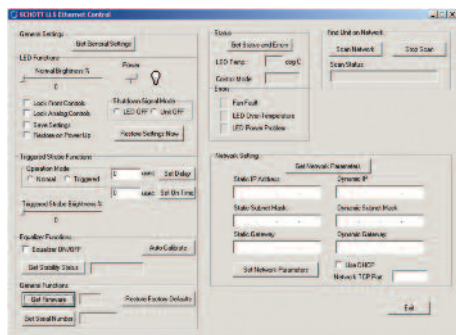 SCHOTT LLS Ethernet Control
General Settings
Get General Settings
LED Functions
Normal Brightness %
0
Power
Lock Front Controls
Lock Analog Controls
Save Settings
Restore on Power Up
Shutdown Signal Mode
LED OFF
Unit OFF
Restore Settings Now
Triggered Strobe Functions
Operation Mode
Normal
Triggered
0
usec
Set Delay
0
usec
Set On Time
Triggered Strobe Brightness %
0
Equalizer Functions
Equalizer ON/OFF
Auto Calibrate
Get Stability Status
General Functions
Get Firmware
Restore Factory Defaults
Get Serial Number
Status
Get Status and Errors
LED Temp:
deg C
Control Mode:
Errors
Fan Fault
LED Over-Temperature
LED Power Problem
Find Unit on Network
Scan Network
Stop Scan
Scan Status:
Network Settings
Get Network Parameters
Static IP Address:
Dynamic IP:
Static Subnet Mask:
Dynamic Subnet Mask:
Static Gateway:
Dynamic Gateway:
Set Network Parameters
Use DHCP
Network TCP Port:
Exit